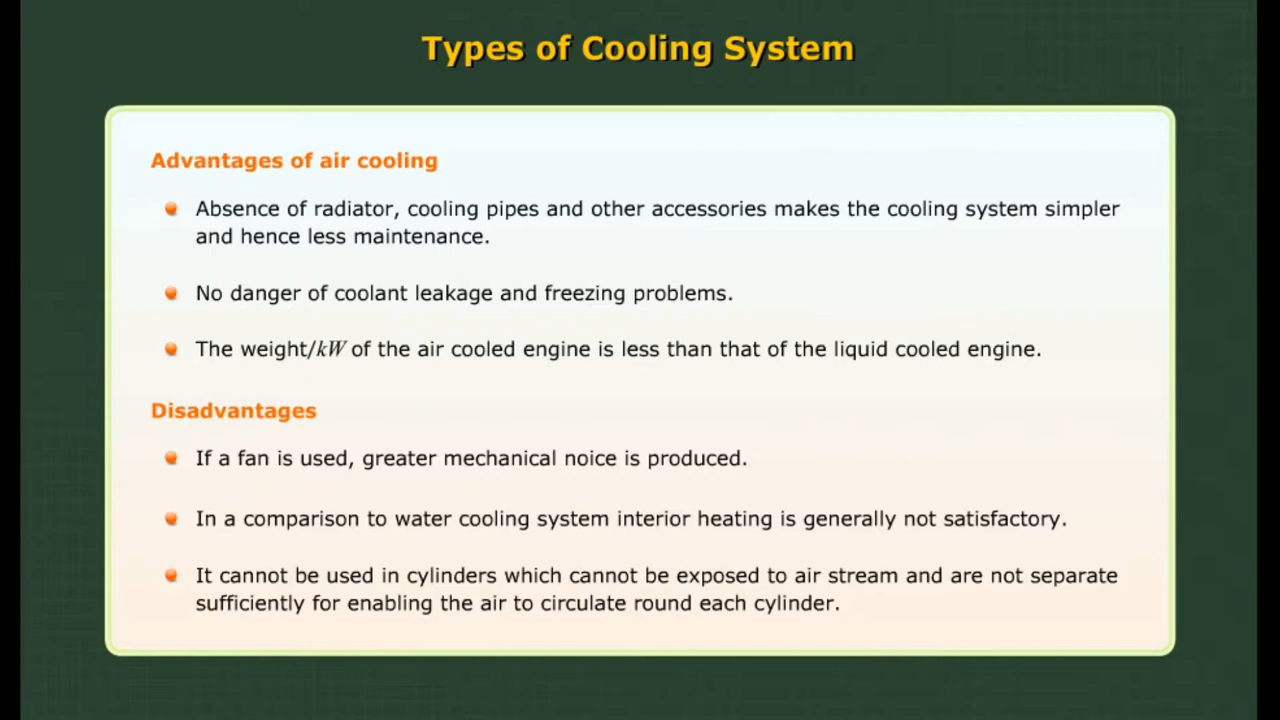 Types of Cooling System
Advantages of air cooling
Absence of radiator, cooling pipes and other accessories makes the cooling system simpler
and hence less maintenance.
No danger of coolant leakage and freezing problems.
The weight/kW of the air cooled engine is less than that of the liquid cooled engine.
Disadvantages
If a fan is used, greater mechanical noice is produced.
In a comparison to water cooling system interior heating is generally not satisfactory.
It cannot be used in cylinders which cannot be exposed to air stream and are not separate
sufficiently for enabling the air to circulate round each cylinder.